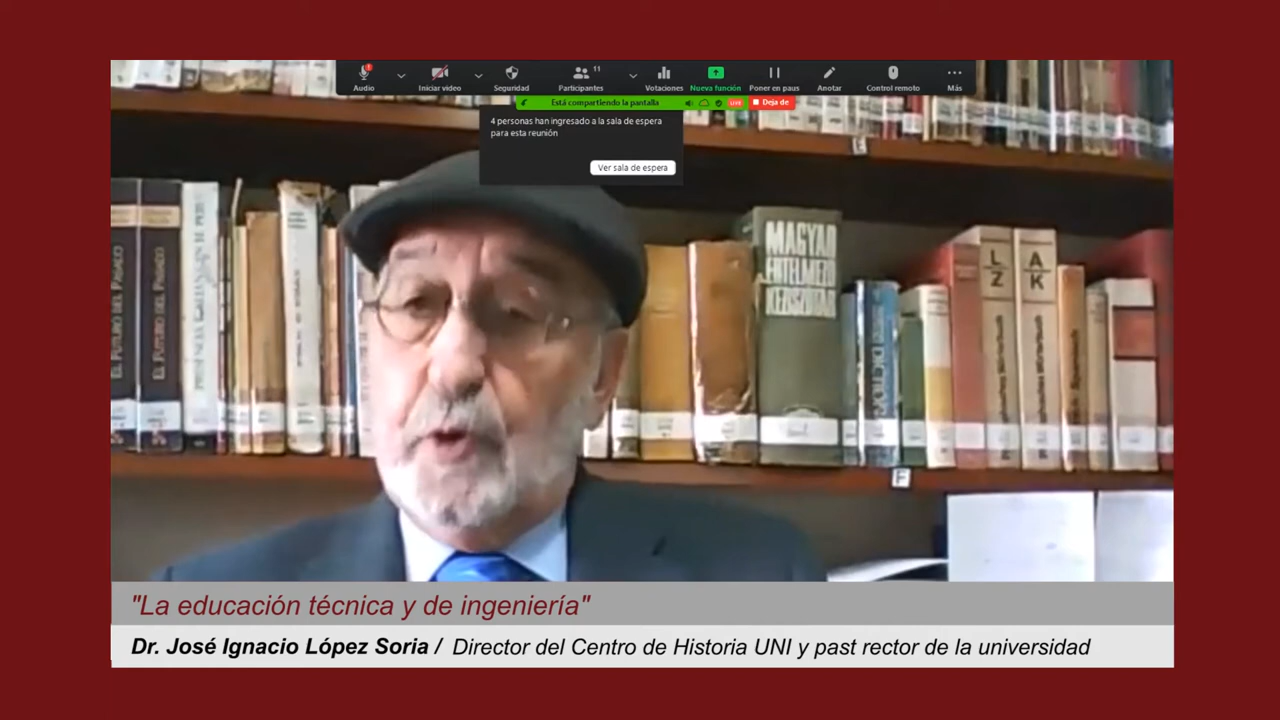 Audio
Iniciar video
Seguridad
11
Participantes
Votaciones
Nueva función
Poner en paus
Anotar
Control remoto
Más
Está compartiendo la pantalla
LIVE
Deja de
4 personas han ingresado a la sala de espera
para esta reunión
Ver sala de espera
E
EL FUTURO DEL PASADO
EL FUTURO DEL PASADO
MAGYAR
L
Z
A
K
F
"La educación técnica y de ingeniería"
Dr. José Ignacio López Soria / Director del Centro de Historia UNI y past rector de la universidad